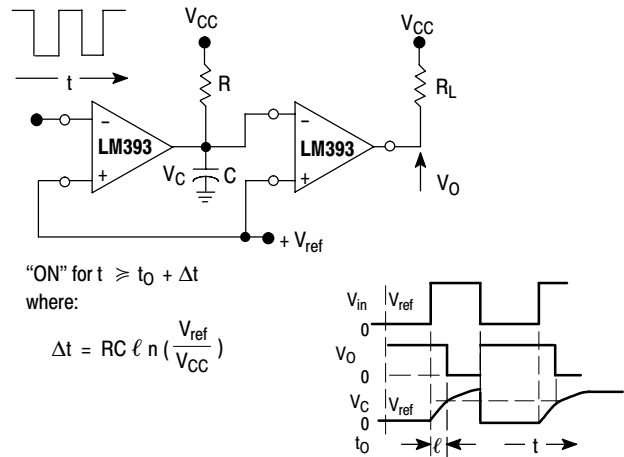 V_CC
V_CC
R
R_L
t
−
LM393
+
V_C
C
−
LM393
+
V_O
+ V_ref
“ON” for t ⩾ t_O + Δt
where:
Δt = RC ℓ n ( V_ref / V_CC )
V_in
V_ref
0
V_O
0
V_C
V_ref
0
t_O
ℓ
t